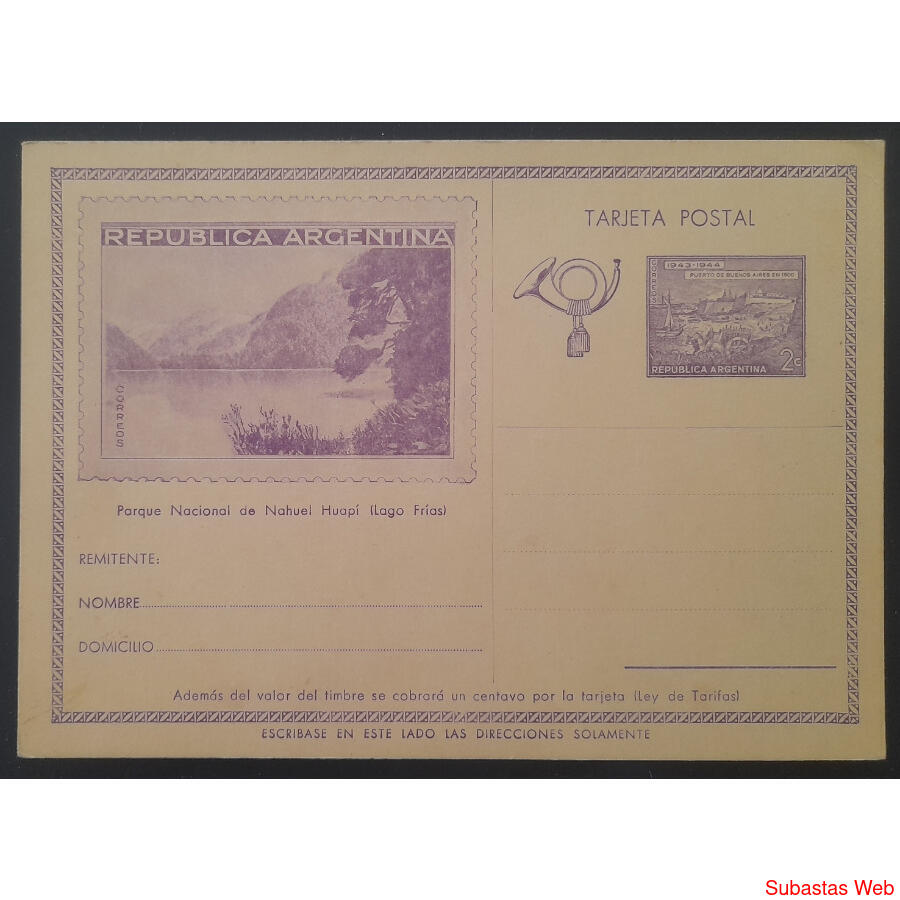 REPUBLICA ARGENTINA
CORREOS
Parque Nacional de Nahuel Huapí (Lago Frías)
REMITENTE:
NOMBRE
DOMICILIO
TARJETA POSTAL
CORREOS
1943-1944
PUERTO DE BUENOS AIRES EN 1800
REPUBLICA ARGENTINA 2c
Además del valor del timbre se cobrará un centavo por la tarjeta (Ley de Tarifas)
ESCRIBASE EN ESTE LADO LAS DIRECCIONES SOLAMENTE
Subastas Web